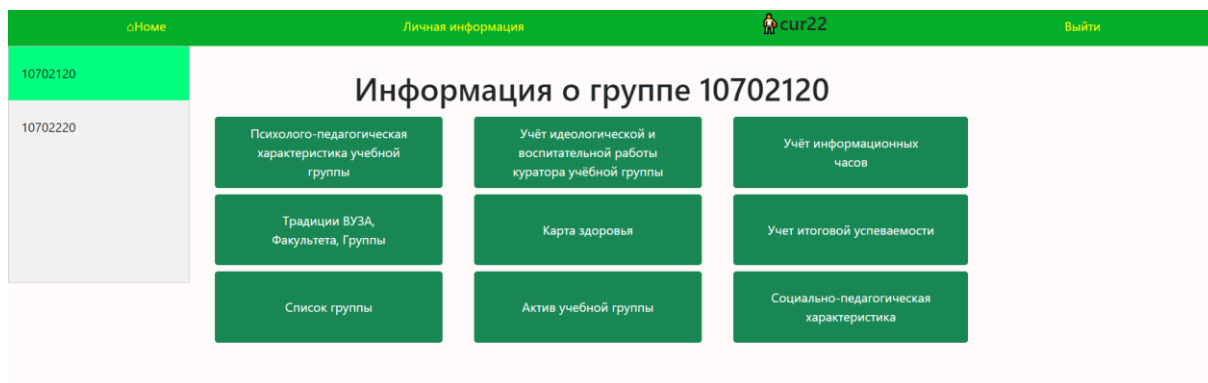 ⌂Home
Личная информация
cur22
Выйти
10702120
10702220
Информация о группе 10702120
Психолого-педагогическая
характеристика учебной
группы
Учёт идеологической и
воспитательной работы
куратора учёбной группы
Учёт информационных
часов
Традиции ВУЗА,
Факультета, Группы
Карта здоровья
Учет итоговой успеваемости
Список группы
Актив учебной группы
Социально-педагогическая
характеристика